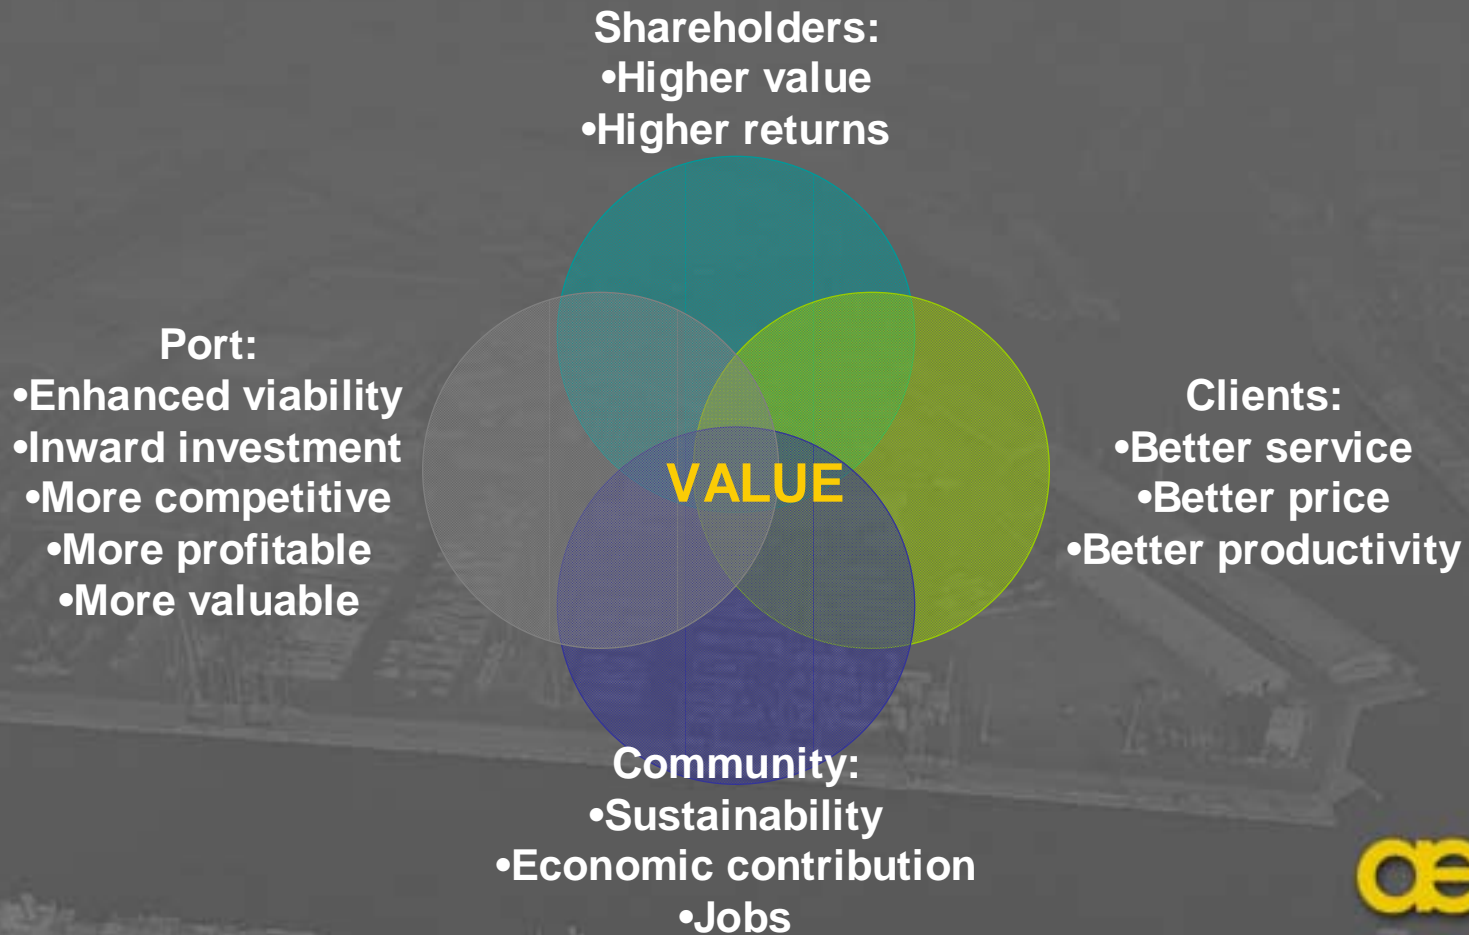 Shareholders:
•Higher value
•Higher returns
Port:
•Enhanced viability
•Inward investment
•More competitive
•More profitable
•More valuable
VALUE
Clients:
•Better service
•Better price
•Better productivity
Community:
•Sustainability
•Economic contribution
•Jobs